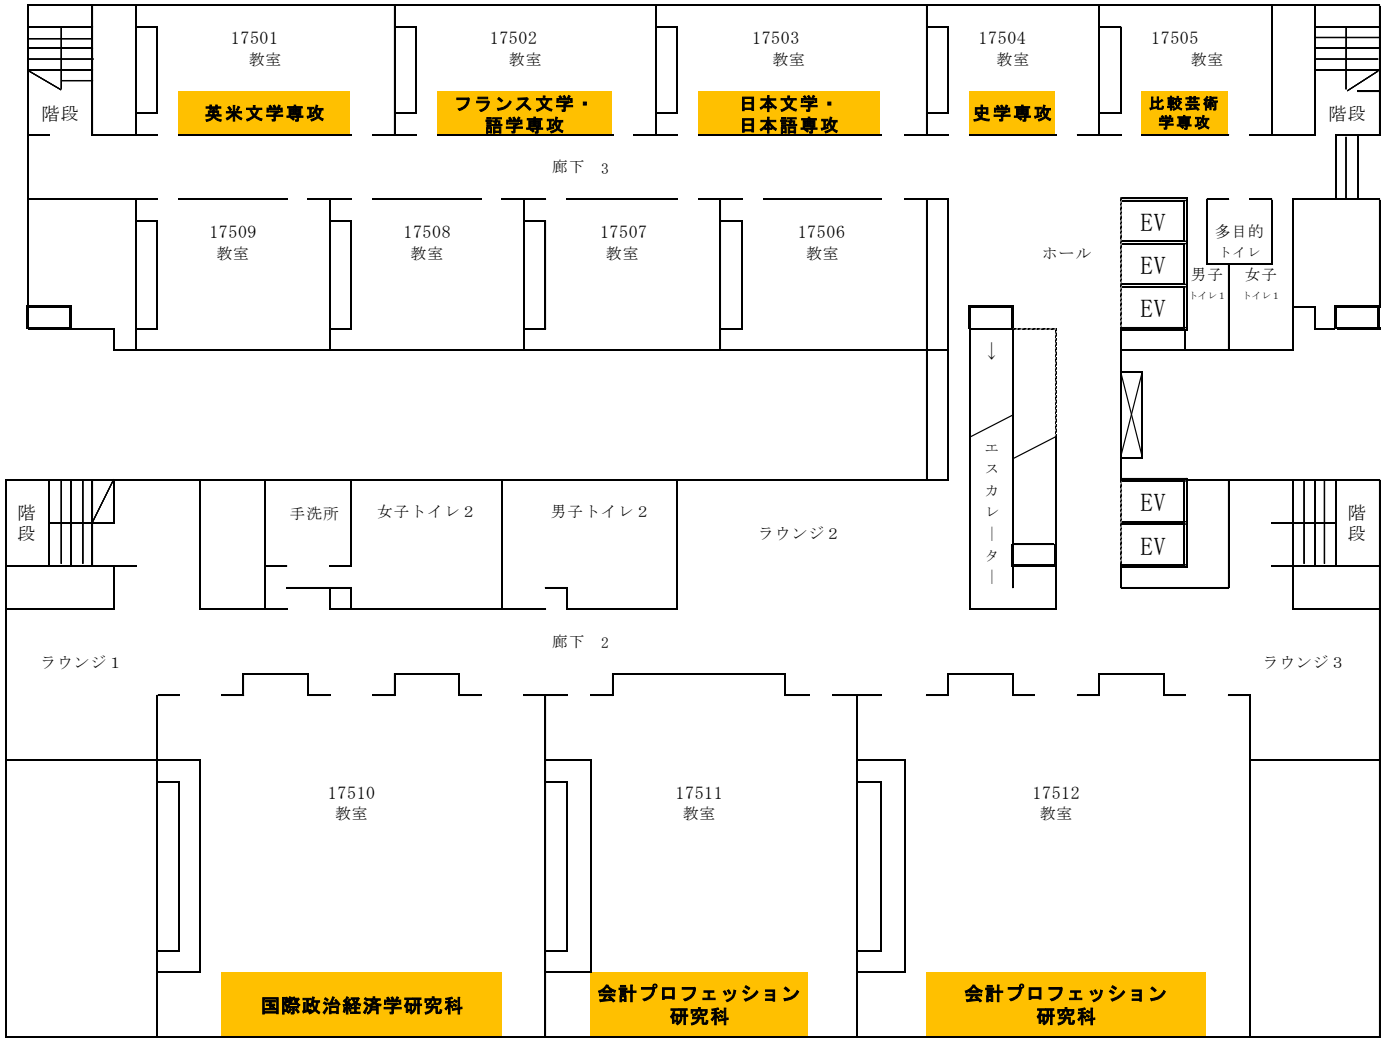 17501
教室
17502
教室
17503
教室
17504
教室
17505
教室
英米文学専攻
フランス文学・
語学専攻
日本文学・
日本語専攻
史学専攻
比較芸術
学専攻
階段
階段
廊下 3
17509
教室
17508
教室
17507
教室
17506
教室
ホール
EV
EV
EV
多目的
トイレ
男子
トイレ1
女子
トイレ1
↓
エスカレーター
階段
手洗所
女子トイレ2
男子トイレ2
ラウンジ2
EV
EV
階段
廊下 2
ラウンジ1
ラウンジ3
17510
教室
17511
教室
17512
教室
国際政治経済学研究科
会計プロフェッション
研究科
会計プロフェッション
研究科